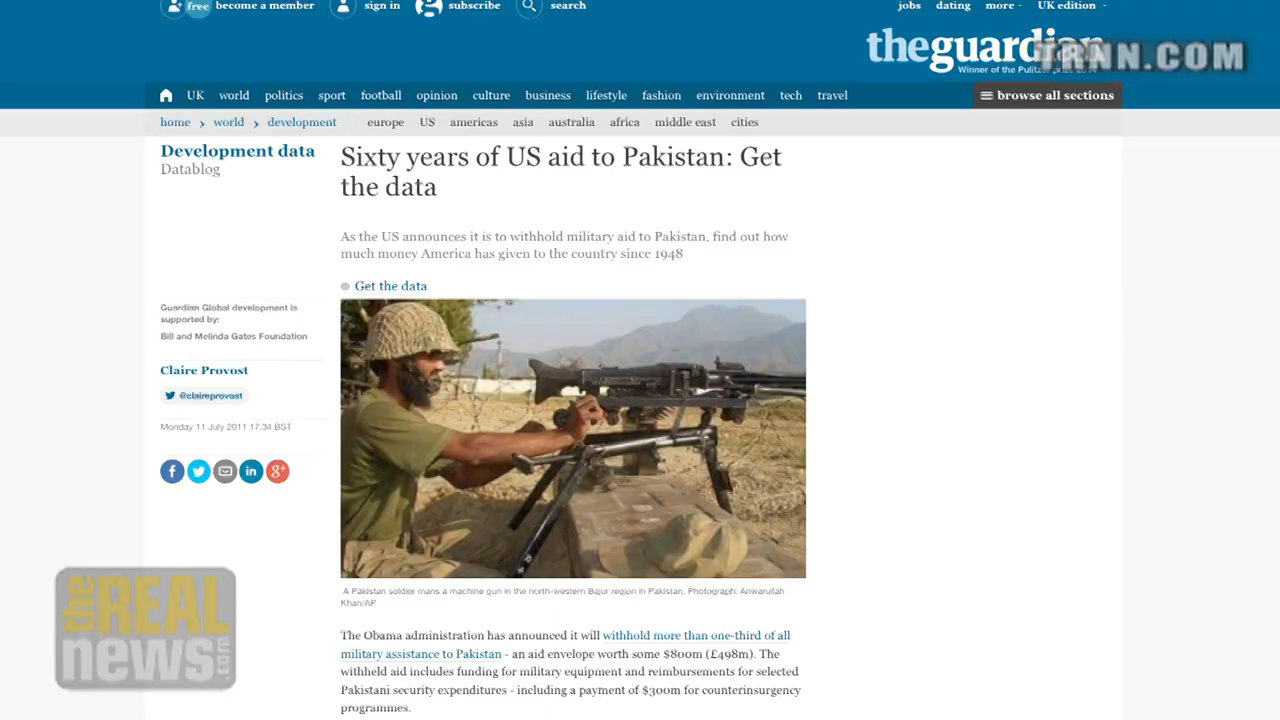 free become a member sign in subscribe search jobs dating more UK edition
theguardian
TRNN.COM
Winner of the Pulitzer prize 2014
UK world politics sport football opinion culture business lifestyle fashion environment tech travel browse all sections
home > world > development europe US americas asia australia africa middle east cities
Development data
Datablog
Sixty years of US aid to Pakistan: Get
the data
As the US announces it is to withhold military aid to Pakistan, find out how
much money America has given to the country since 1948
Get the data
Guardian Global development is
supported by:
Bill and Melinda Gates Foundation
Claire Provost
@claireprovost
Monday 11 July 2011 17.34 BST
f in g+
A Pakistan soldier mans a machine gun in the north-western Bajur region in Pakistan. Photograph: Anwarullah
Khan/AP
The Obama administration has announced it will withhold more than one-third of all
military assistance to Pakistan - an aid envelope worth some $800m (£498m). The
withheld aid includes funding for military equipment and reimbursements for selected
Pakistani security expenditures - including a payment of $300m for counterinsurgency
programmes.
the
REAL
news.com